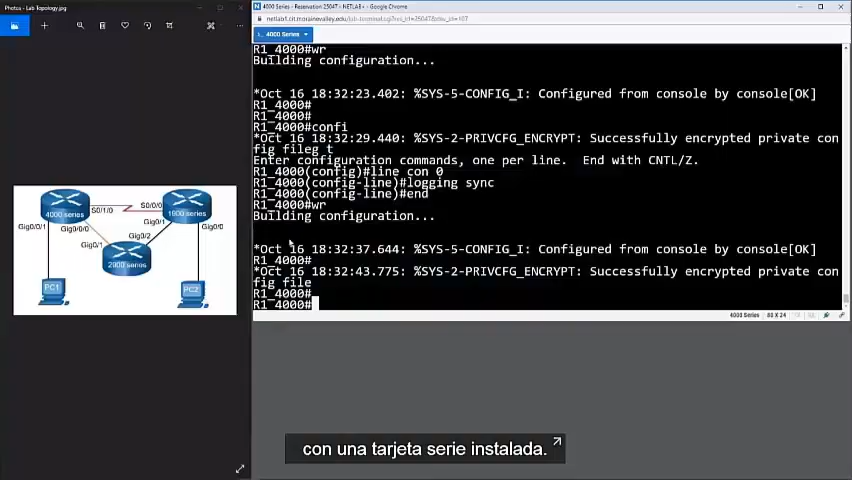 Photos - Lab Topology.jpg
4000 Series - Reservation 25047 - NETLAB+ - Google Chrome
4000 Series
R1_4000#wr
Building configuration...
*Oct 16 18:32:23.402: %SYS-5-CONFIG_I: Configured from console by console[OK]
R1_4000#
R1_4000#
R1_4000#confi
*Oct 16 18:32:29.440: %SYS-2-PRIVCFG_ENCRYPT: Successfully encrypted private con
fig fileg t
Enter configuration commands, one per line.  End with CNTL/Z.
R1_4000(config)#line con 0
R1_4000(config-line)#logging sync
R1_4000(config-line)#end
R1_4000#wr
Building configuration...
*Oct 16 18:32:37.644: %SYS-5-CONFIG_I: Configured from console by console[OK]
R1_4000#
*Oct 16 18:32:43.775: %SYS-2-PRIVCFG_ENCRYPT: Successfully encrypted private con
fig file
R1_4000#
R1_4000#
4000 Series
80 X 24
4000 series
S0/1/0
S0/0/0
1900 series
Gig0/0/1
Gig0/0/0
Gig0/1
Gig0/0
Gig0/2
Gig0/1
PC1
PC2
con una tarjeta serie instalada.